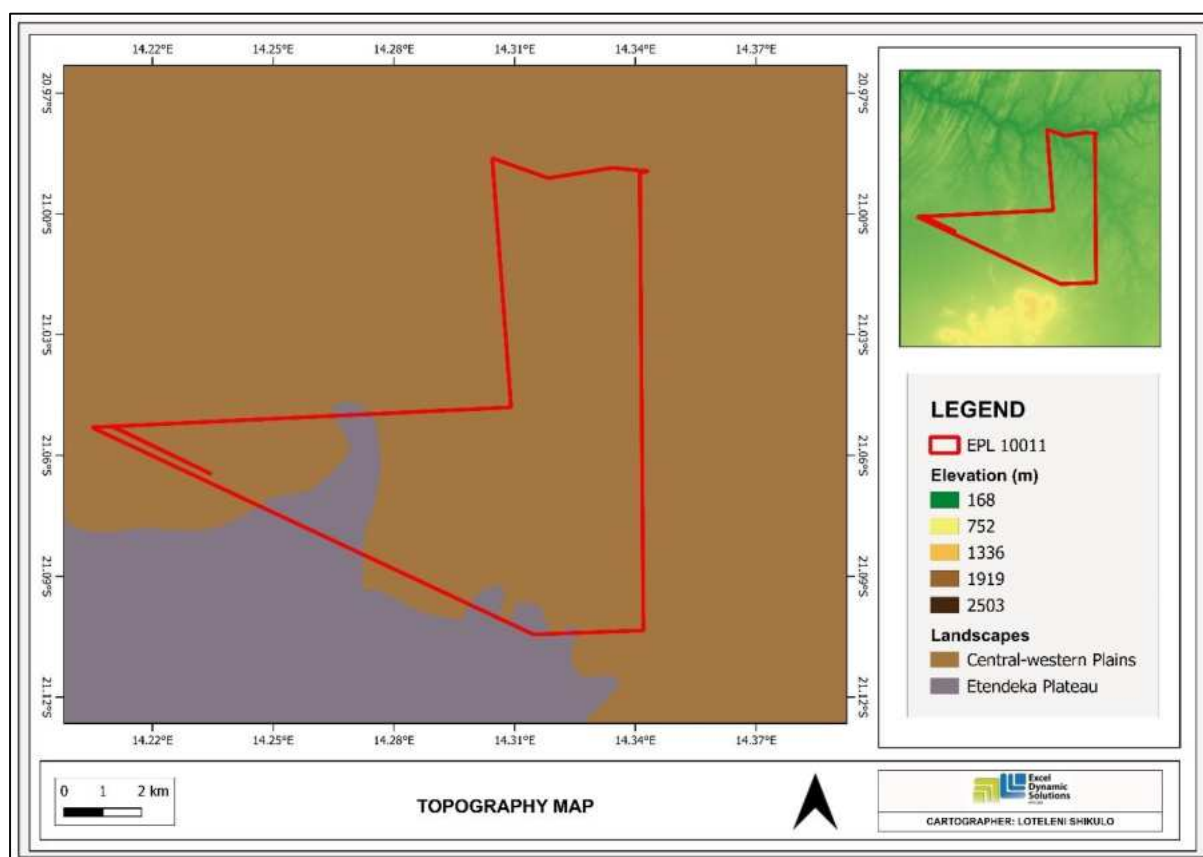 14.22°E 14.25°E 14.28°E 14.31°E 14.34°E 14.37°E
20.97°S 20.97°S
21.00°S 21.00°S
21.03°S 21.03°S
21.06°S 21.06°S
21.09°S 21.09°S
21.12°S 21.12°S
14.22°E 14.25°E 14.28°E 14.31°E 14.34°E 14.37°E
LEGEND
EPL 10011
Elevation (m)
168
752
1336
1919
2503
Landscapes
Central-western Plains
Etendeka Plateau
0 1 2 km
TOPOGRAPHY MAP
Excel
Dynamic
Solutions
CARTOGRAPHER: LOTELENI SHIKULO